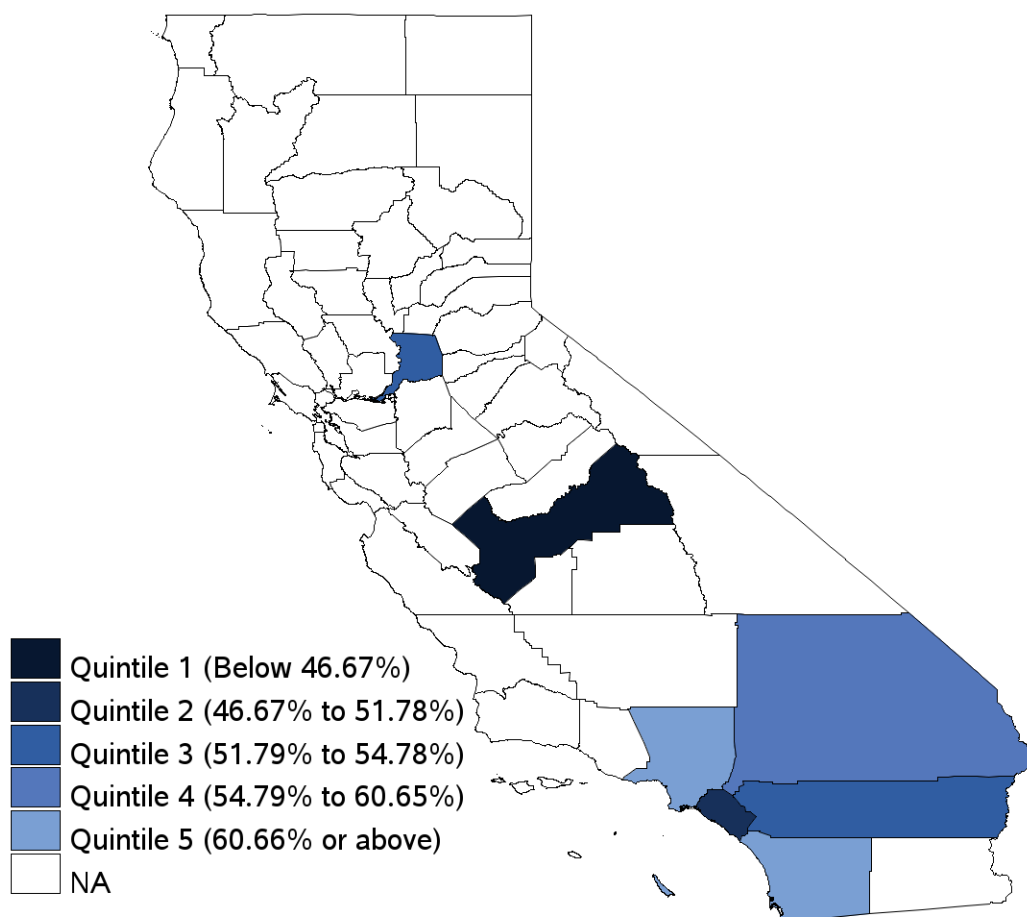 Quintile 1 (Below 46.67%)
Quintile 2 (46.67% to 51.78%)
Quintile 3 (51.79% to 54.78%)
Quintile 4 (54.79% to 60.65%)
Quintile 5 (60.66% or above)
NA